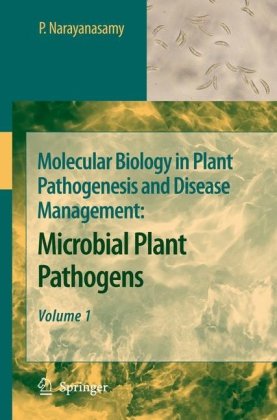 P. Narayanasamy
Molecular Biology in Plant
Pathogenesis and Disease
Management:
Microbial Plant
Pathogens
Volume 1
Springer